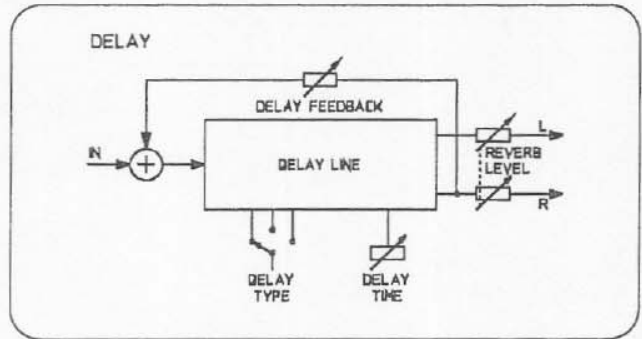 DELAY
DELAY FEEDBACK
IN
+
DELAY LINE
L
REVERB
LEVEL
R
DELAY
TYPE
DELAY
TIME